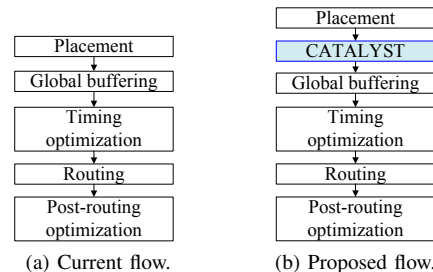 Placement
Global buffering
Timing
optimization
Routing
Post-routing
optimization
(a) Current flow.
Placement
CATALYST
Global buffering
Timing
optimization
Routing
Post-routing
optimization
(b) Proposed flow.